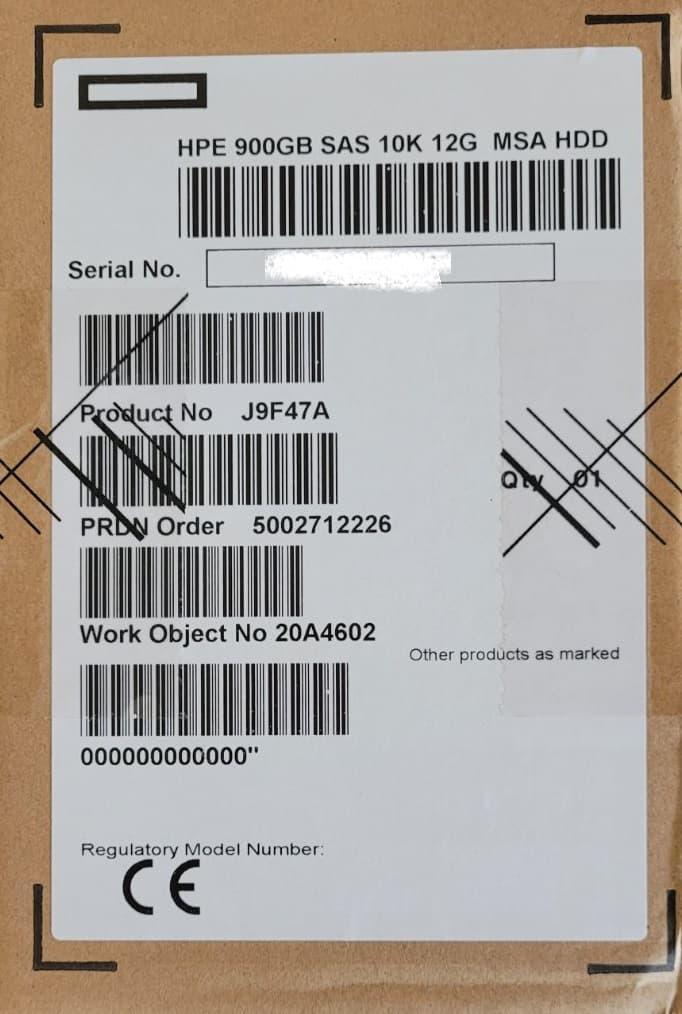 HPE 900GB SAS 10K 12G MSA HDD
Serial No.
Product No J9F47A
Qty 01
PRDN Order 5002712226
Work Object No 20A4602
Other products as marked
000000000000"
Regulatory Model Number:
CE